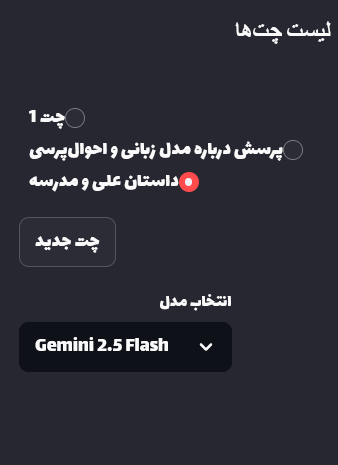 لیست چت‌ها
چت 1
پرسش درباره مدل زبانی و احوال‌پرسی
داستان علی و مدرسه
چت جدید
انتخاب مدل
Gemini 2.5 Flash